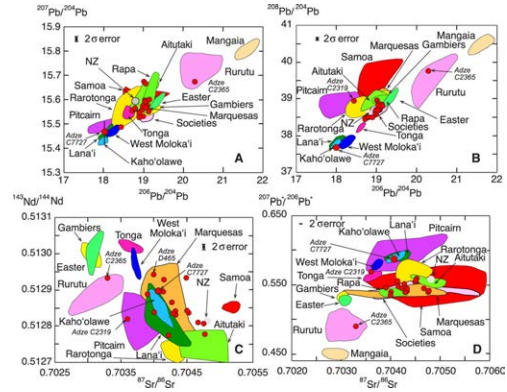 207Pb/204Pb
15.9
15.8
15.7
15.6
15.5
15.4
15.3
2σ error
Mangaia
Aitutaki
Rapa
NZ
Samoa
Rarotonga
Pitcairn
Adze
C7727
Lana'i
Kaho'olawe
Rurutu
Adze
C2365
Easter
Gambiers
Marquesas
Societies
Tonga
West Moloka'i
A
17 18 19 20 21 22
206Pb/204Pb
208Pb/204Pb
41
40
39
38
37
2σ error
Mangaia
Marquesas
Gambiers
Samoa
Aitutaki
Adze
C2319
Pitcairn
Rarotonga
NZ
Adze
C7727
Lana'i
Kaho'olawe
Adze
C2365
Rurutu
Easter
Rapa
Societies
Tonga
West Moloka'i
B
17 18 19 20 21 22
206Pb/204Pb
143Nd/144Nd
0.5131
0.5130
0.5129
0.5128
0.5127
Gambiers
Tonga
West
Moloka'i
Marquesas
Adze
D465
Adze
C7727
2σ error
Easter
Adze
C2365
Rurutu
Samoa
NZ
Kaho'olawe
Adze C2319
Pitcairn
Rarotonga
Lana'i
Aitutaki
C
0.7025 0.7035 0.7045 0.7055
87Sr/86Sr
207Pb*/206Pb*
0.650
0.550
0.450
2σ error
Lana'i
Kaho'olawe
Pitcairn
Adze
C7727
Rarotonga
NZ
Aitutaki
West Moloka'i
Tonga
Adze C2319
Rapa
Gambiers
Easter
Rurutu
Adze
C2365
Mangaia
Marquesas
Samoa
Societies
D
0.7020 0.7030 0.7040 0.7050 0.7060
87Sr/86Sr